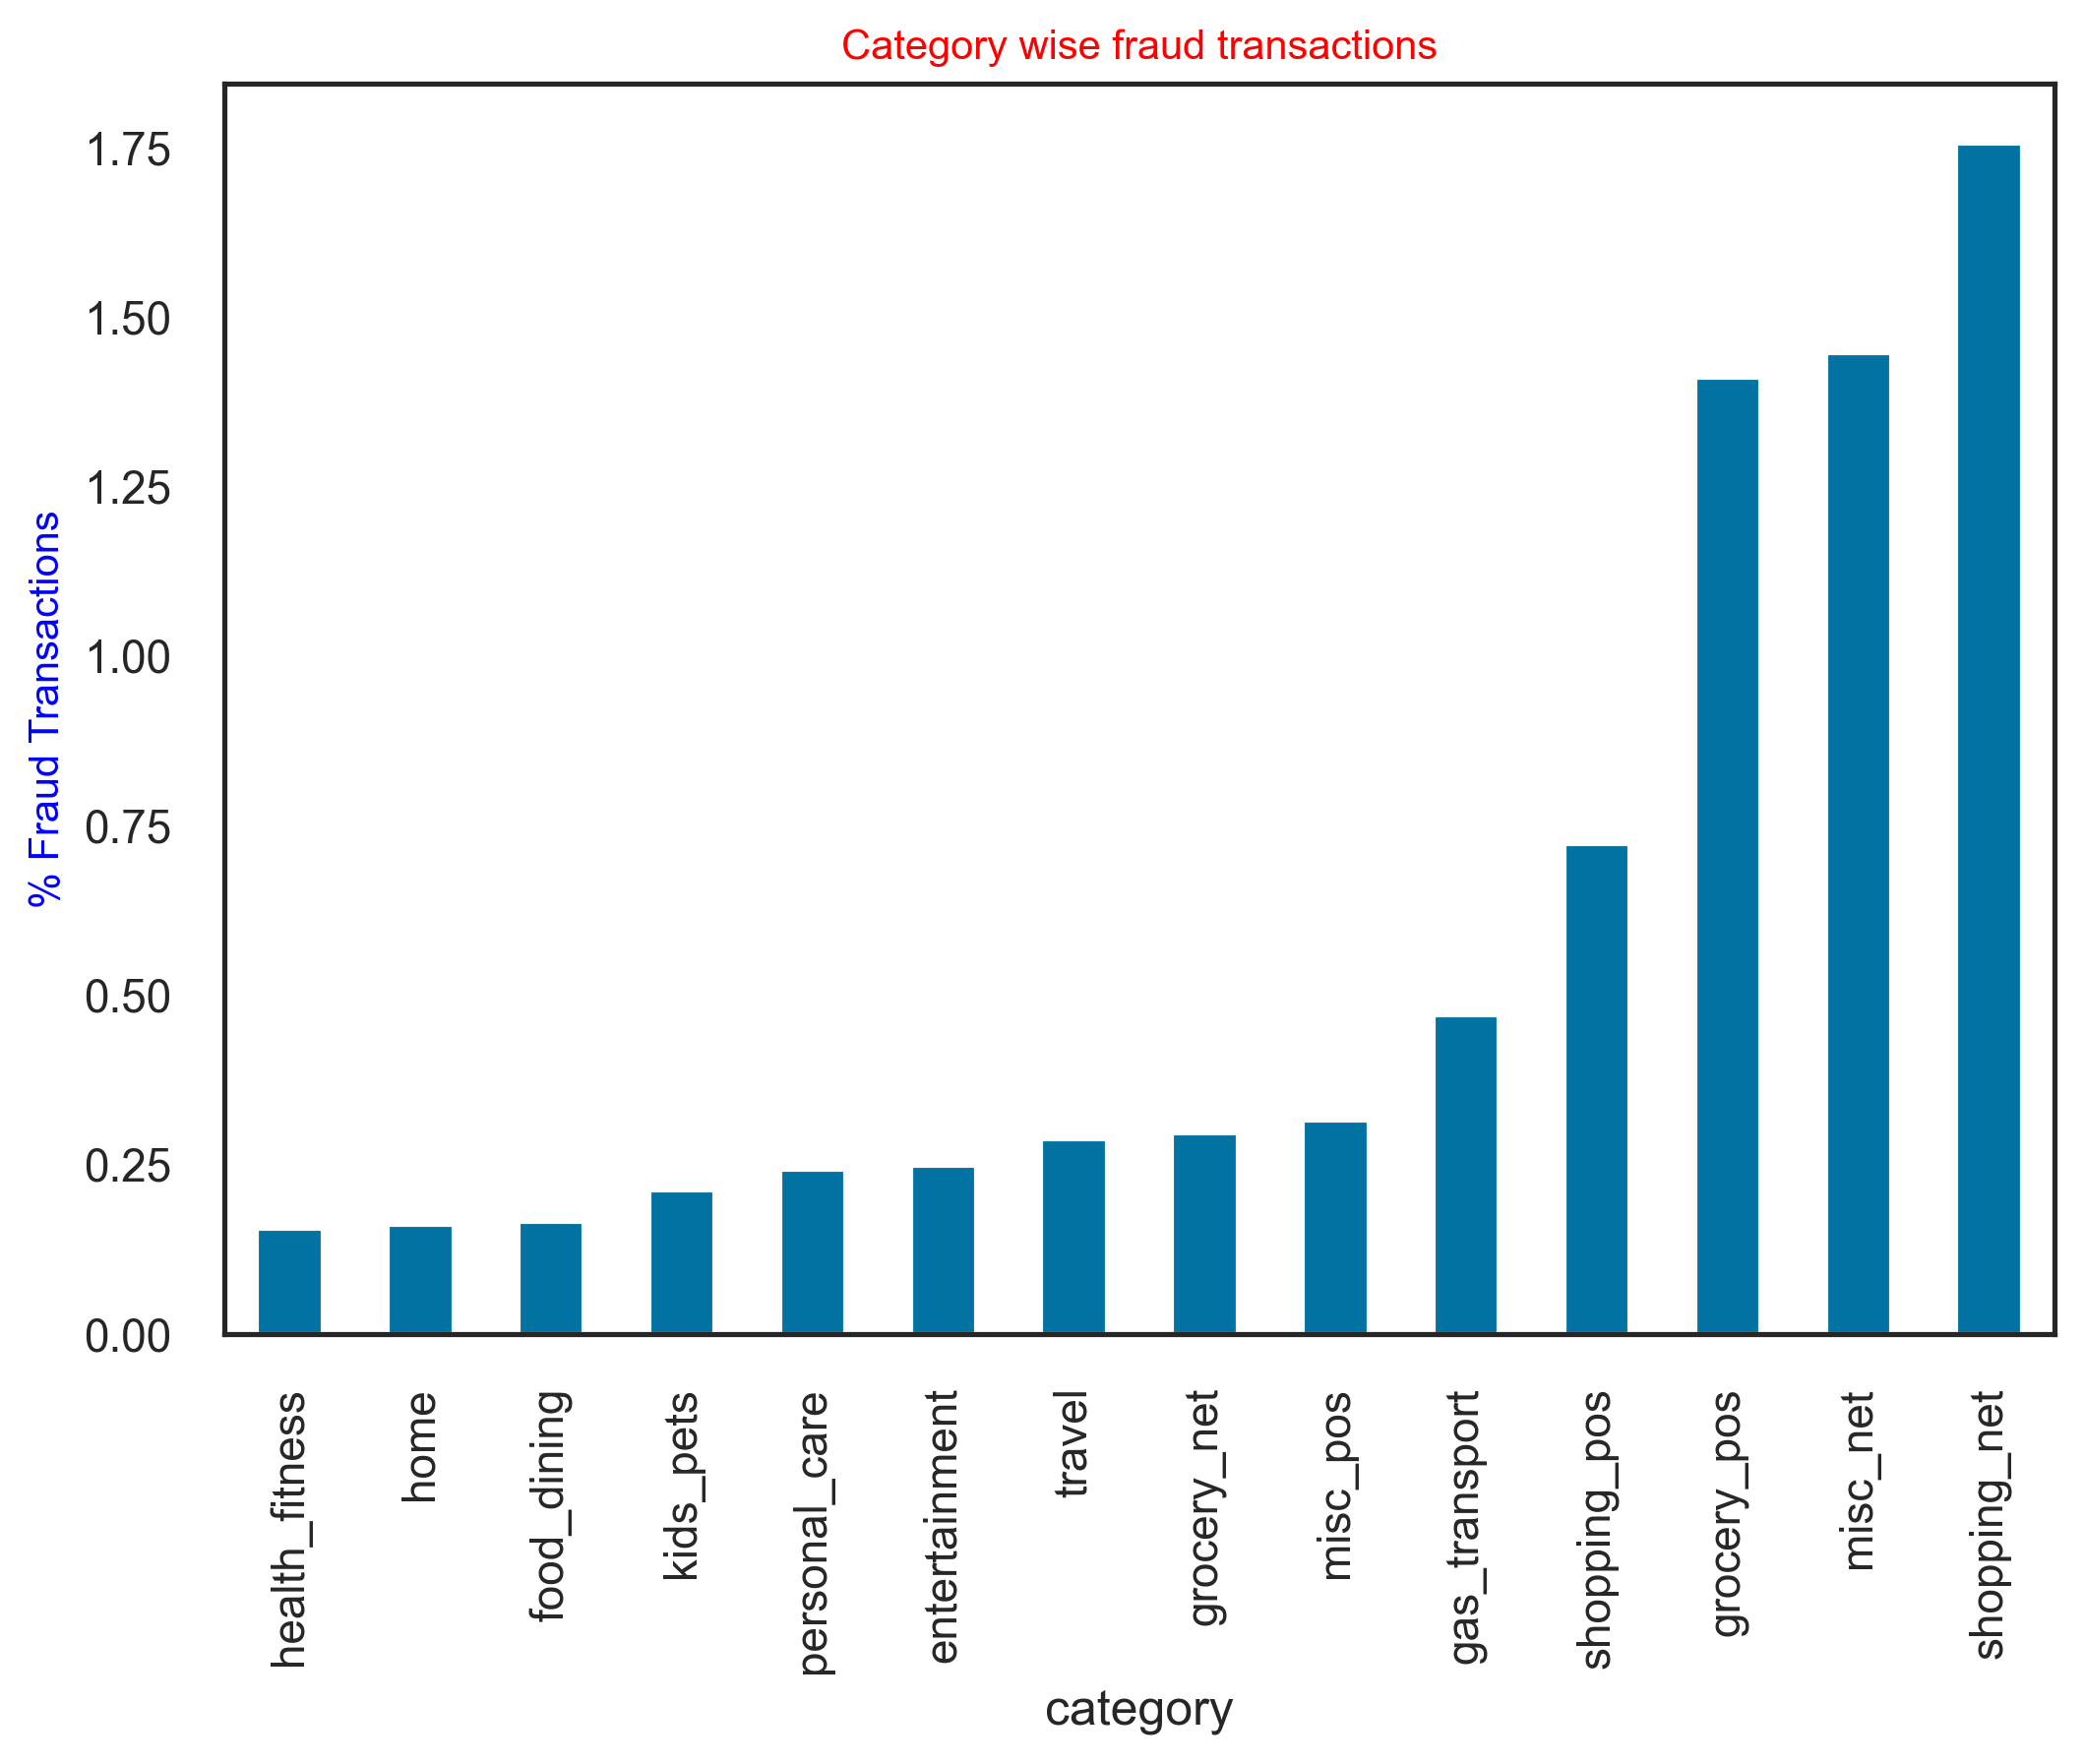 Category wise fraud transactions
% Fraud Transactions
1.75
1.50
1.25
1.00
0.75
0.50
0.25
0.00
health_fitness
home
food_dining
kids_pets
personal_care
entertainment
travel
grocery_net
misc_pos
gas_transport
shopping_pos
grocery_pos
misc_net
shopping_net
category